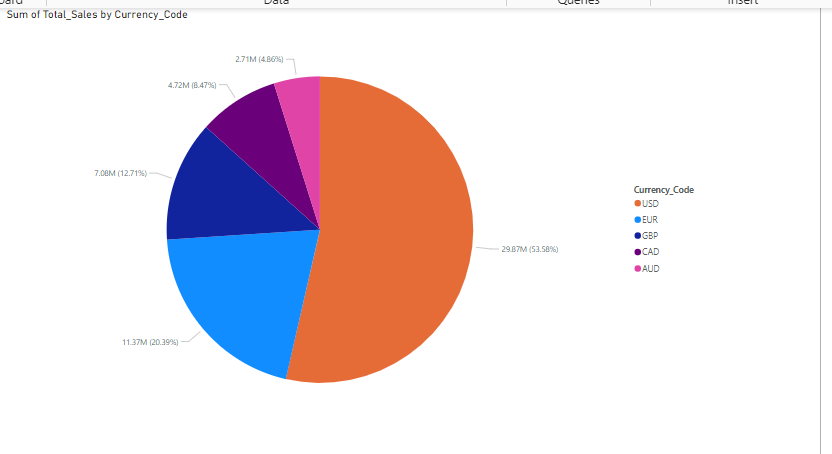 Data
Queries
Insert
Sum of Total_Sales by Currency_Code
2.71M (4.86%)
4.72M (8.47%)
7.08M (12.71%)
29.87M (53.58%)
11.37M (20.39%)
Currency_Code
USD
EUR
GBP
CAD
AUD